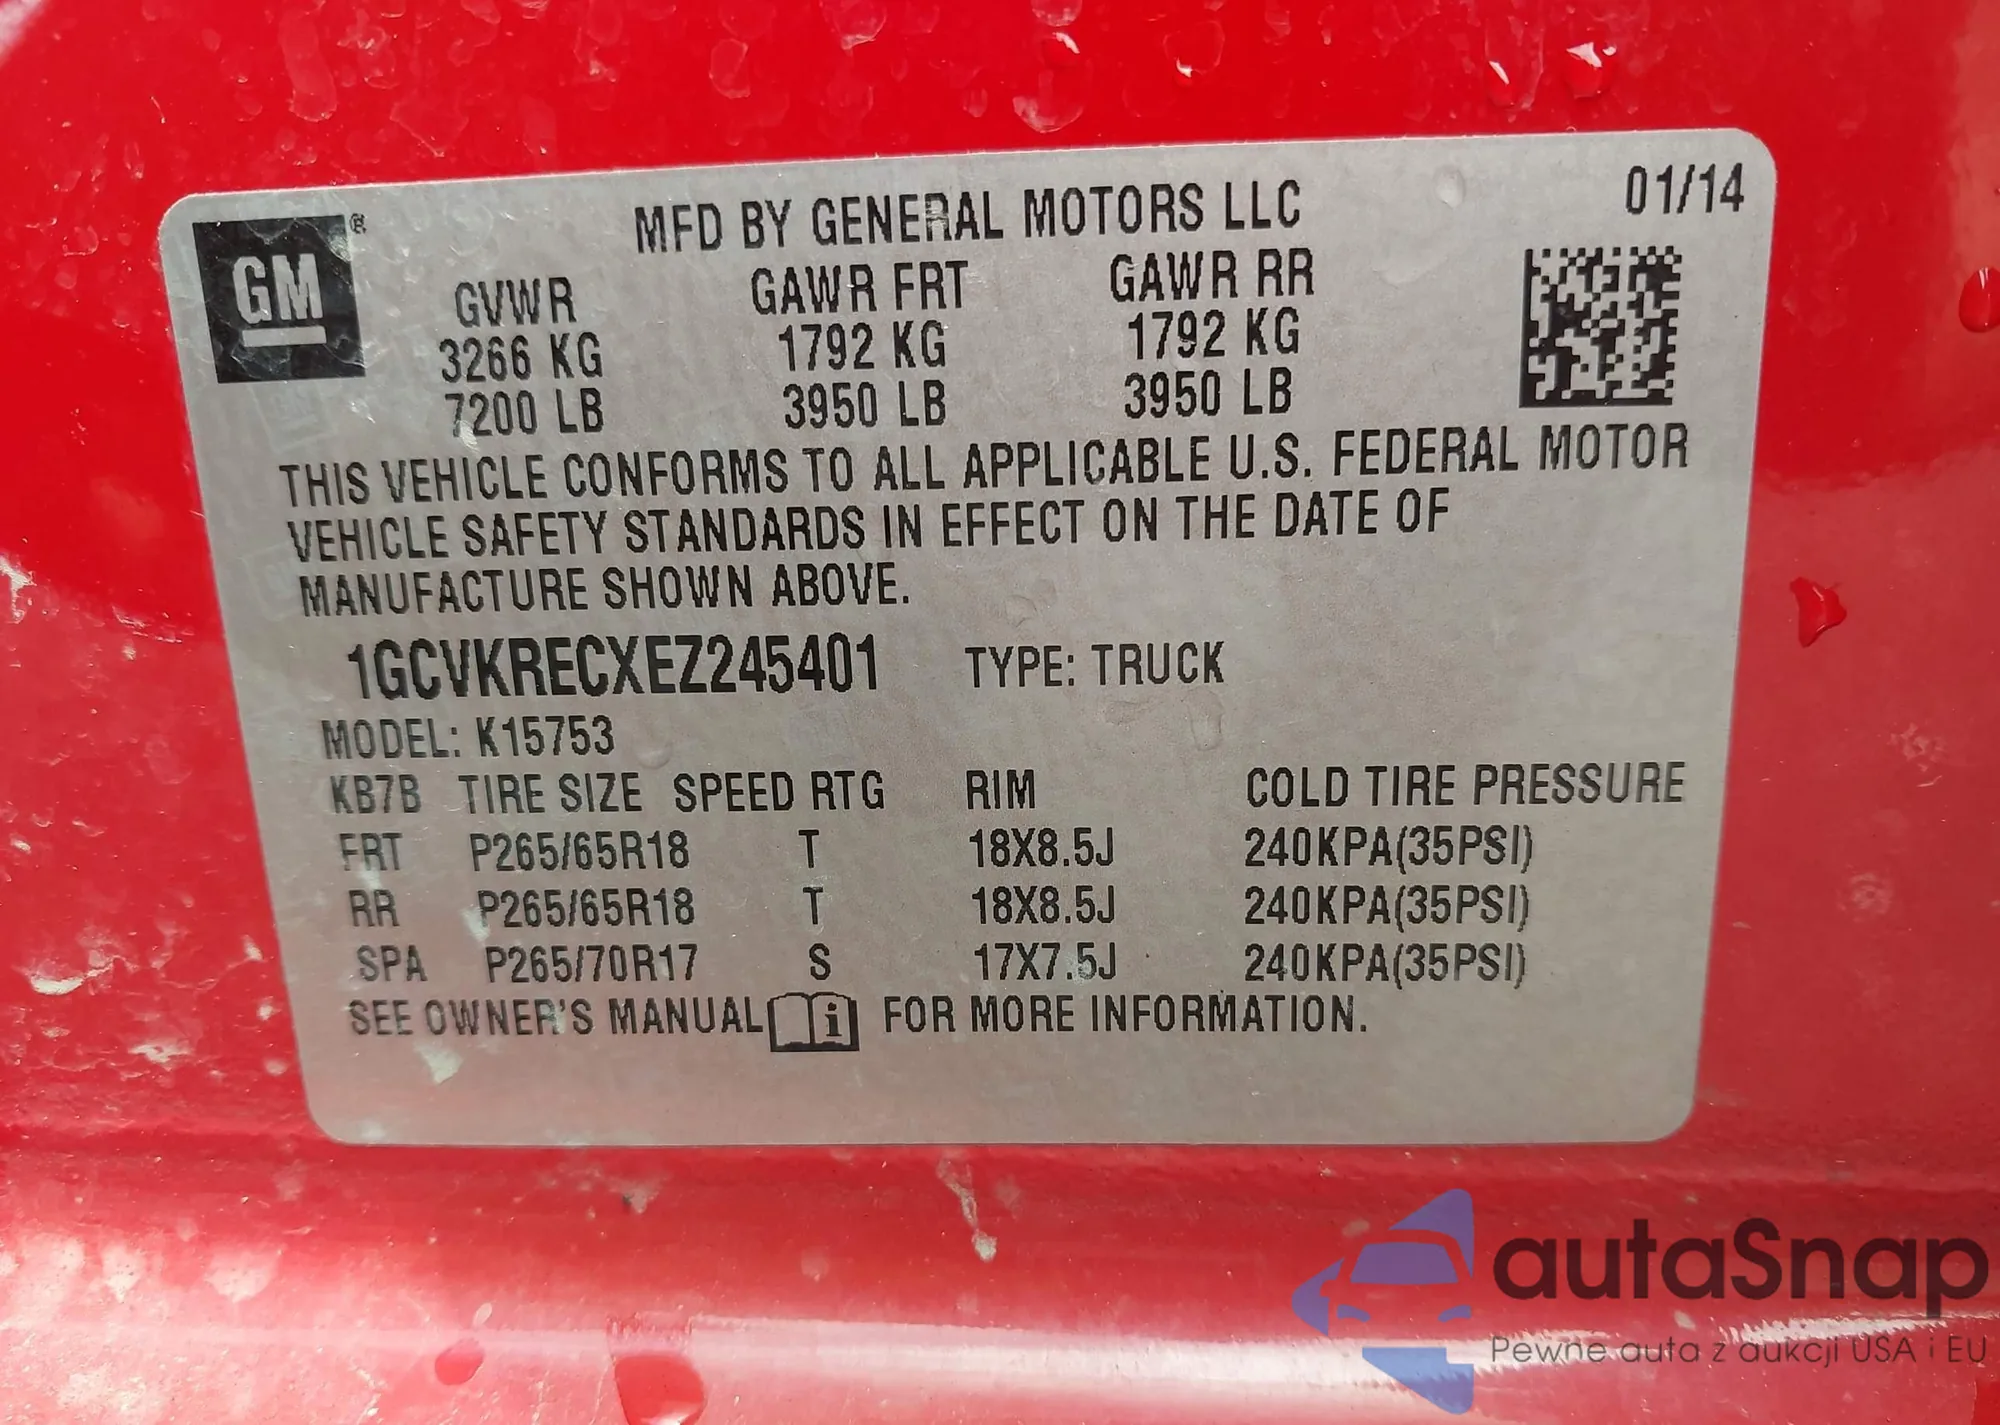 GM ®
MFD BY GENERAL MOTORS LLC
01/14
GVWR GAWR FRT GAWR RR
3266 KG 1792 KG 1792 KG
7200 LB 3950 LB 3950 LB
THIS VEHICLE CONFORMS TO ALL APPLICABLE U.S. FEDERAL MOTOR
VEHICLE SAFETY STANDARDS IN EFFECT ON THE DATE OF
MANUFACTURE SHOWN ABOVE.
1GCVKRECXEZ245401 TYPE: TRUCK
MODEL: K15753
KB7B TIRE SIZE SPEED RTG RIM COLD TIRE PRESSURE
FRT P265/65R18 T 18X8.5J 240KPA(35PSI)
RR P265/65R18 T 18X8.5J 240KPA(35PSI)
SPA P265/70R17 S 17X7.5J 240KPA(35PSI)
SEE OWNER'S MANUAL i FOR MORE INFORMATION.
autaSnap
Pewne auta z aukcji USA i EU